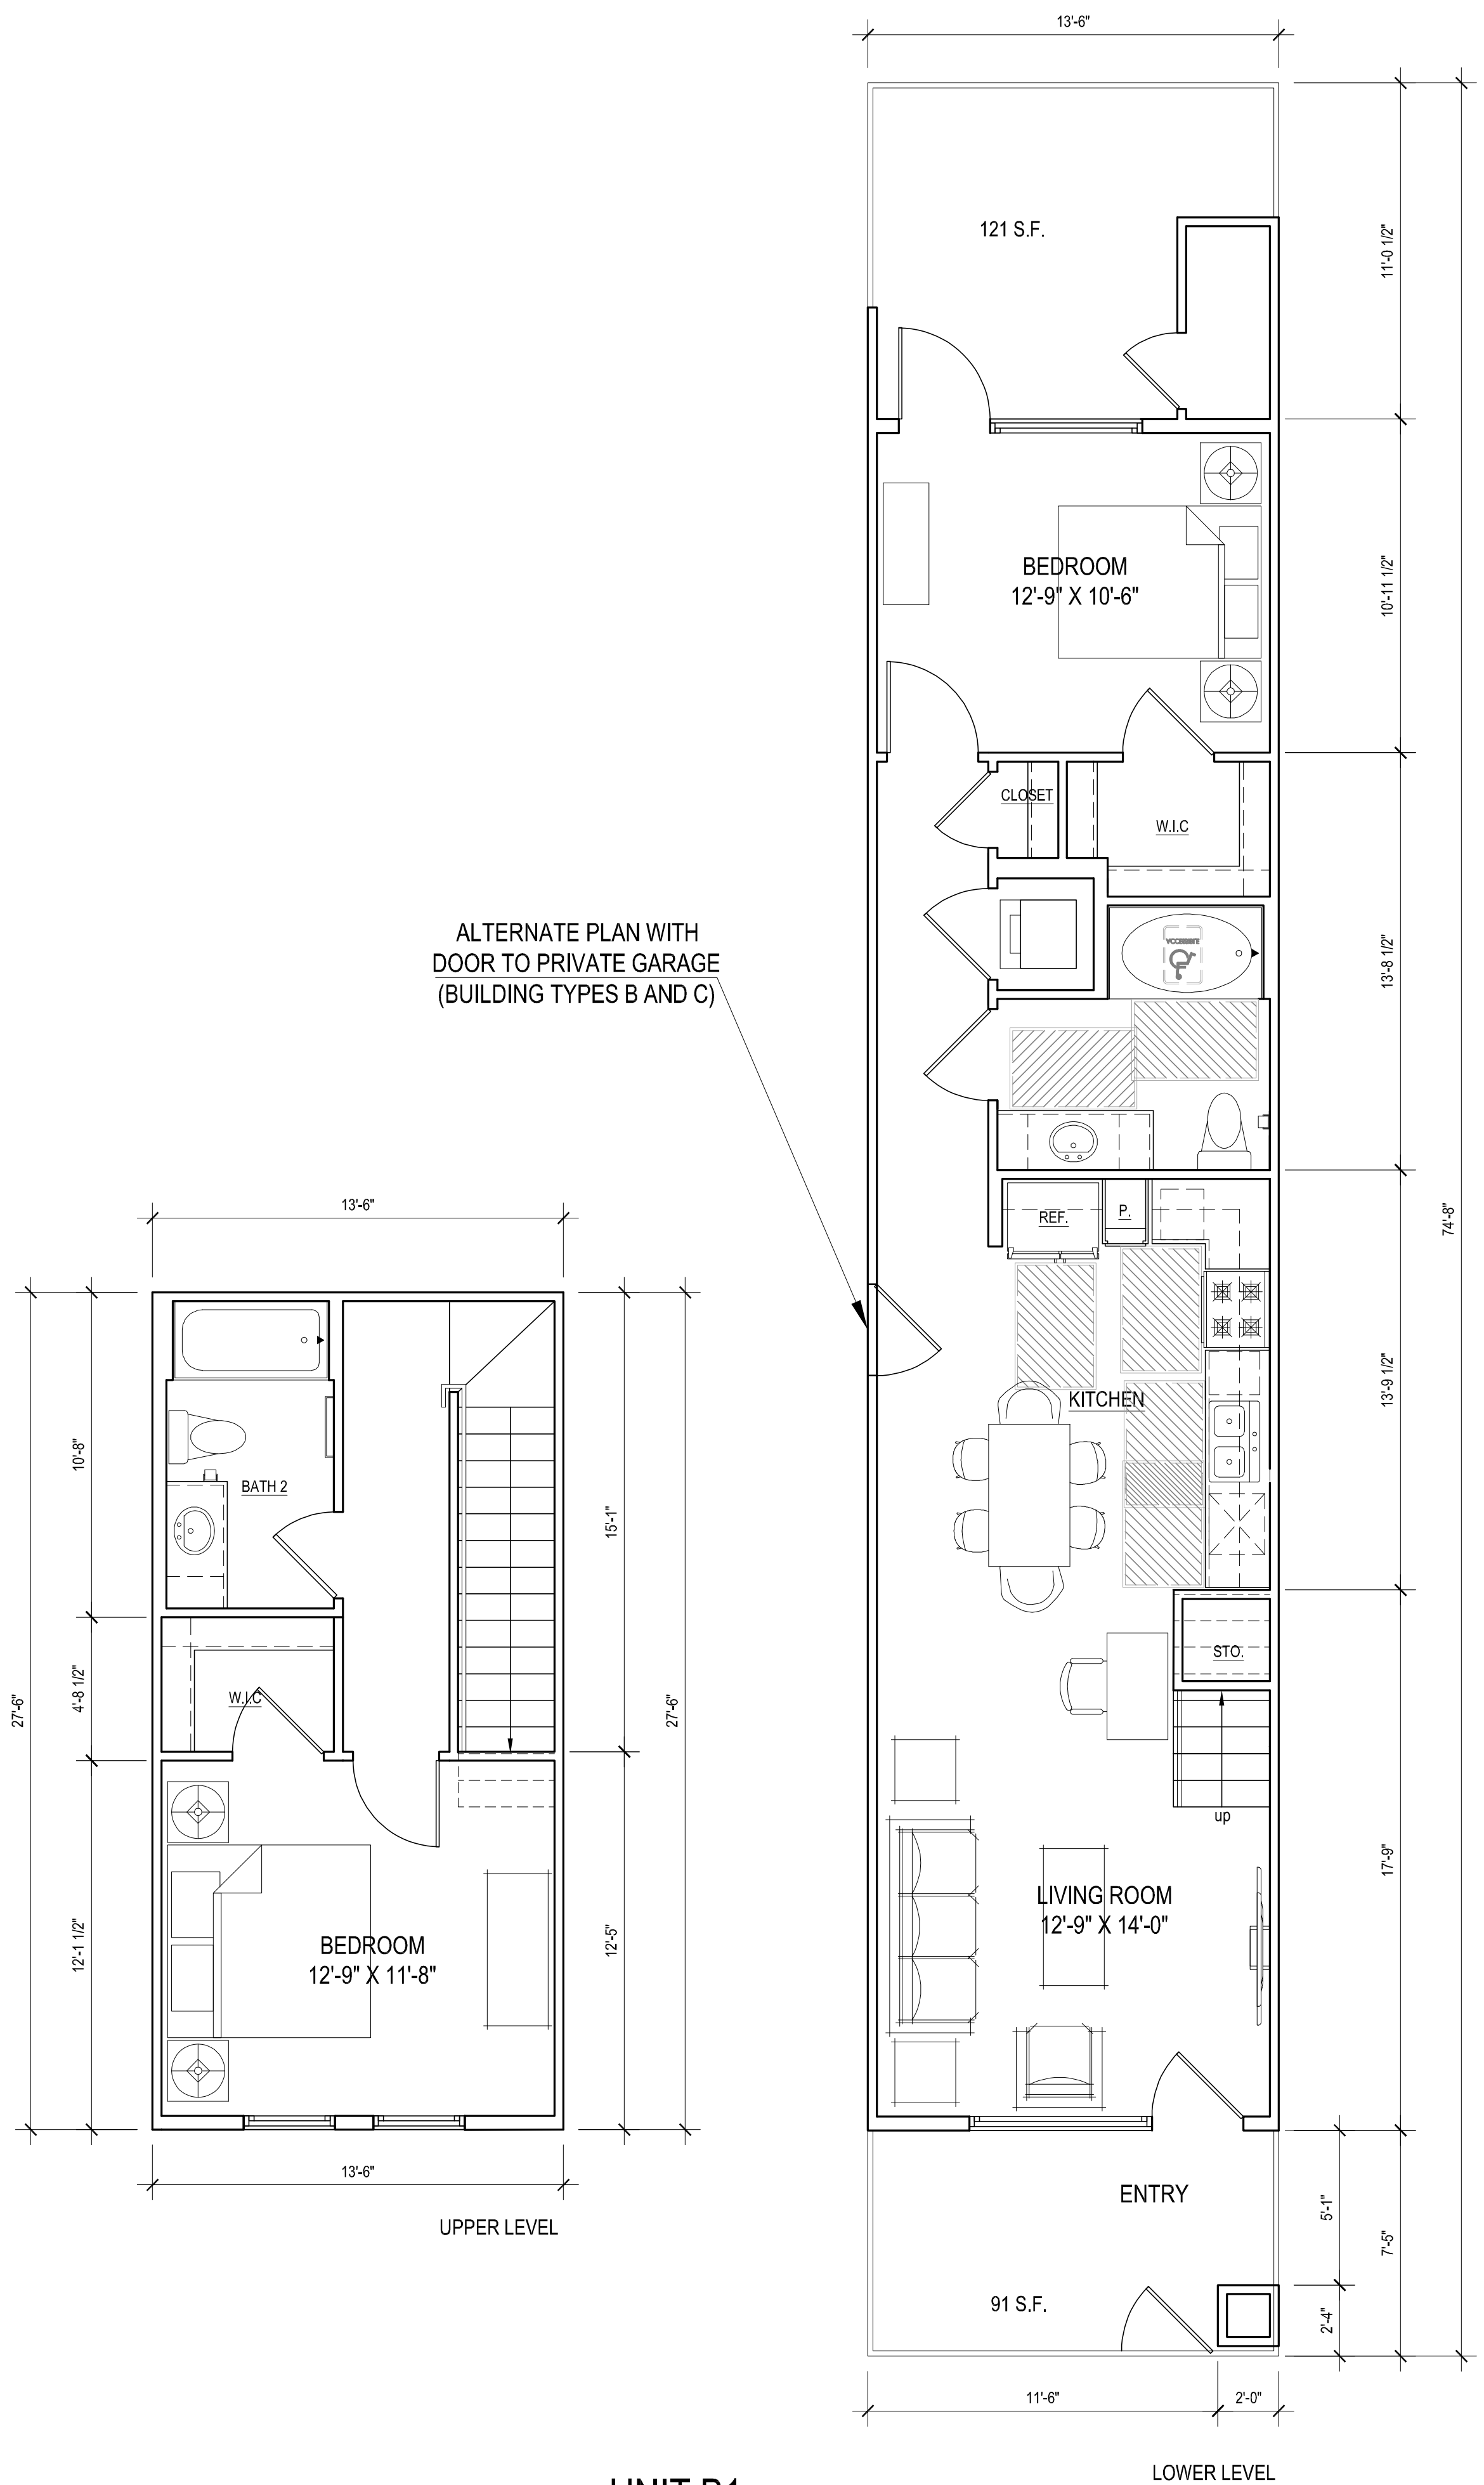 13'-6"
121 S.F.
11'-0 1/2"
BEDROOM
12'-9" X 10'-6"
10'-11 1/2"
CLOSET
W.I.C
ALTERNATE PLAN WITH
DOOR TO PRIVATE GARAGE
(BUILDING TYPES B AND C)
ACCESSIBLE
13'-8 1/2"
74'-8"
REF.
P.
KITCHEN
13'-9 1/2"
STO.
up
LIVING ROOM
12'-9" X 14'-0"
17'-9"
ENTRY
91 S.F.
5'-1"
7'-5"
2'-4"
11'-6"
2'-0"
LOWER LEVEL
13'-6"
10'-8"
BATH 2
15'-1"
27'-6"
4'-8 1/2"
W.I.C
27'-6"
12'-1 1/2"
BEDROOM
12'-9" X 11'-8"
12'-5"
13'-6"
UPPER LEVEL
UNIT